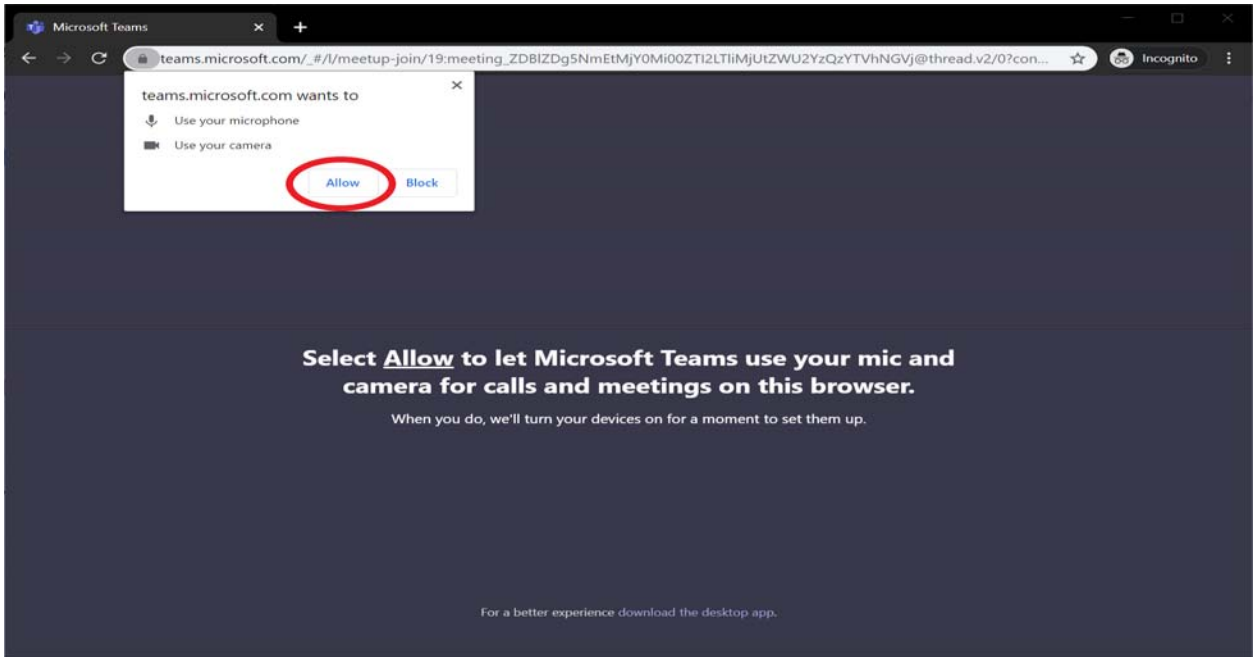 Microsoft Teams
teams.microsoft.com/_#/l/meetup-join/19:meeting_ZDBlZDg5NmEtMjY0Mi00ZTI2LTliMjUtZWU2YzQzYTVhNGVj@thread.v2/0?con...
Incognito
teams.microsoft.com wants to
Use your microphone
Use your camera
Allow Block
Select Allow to let Microsoft Teams use your mic and
camera for calls and meetings on this browser.
When you do, we'll turn your devices on for a moment to set them up.
For a better experience download the desktop app.